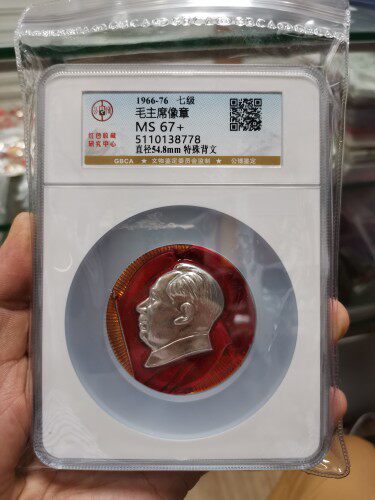 1966-76 七级
毛主席像章
MS 67+
5110138778
直径54.8mm 特殊背文
红色收藏
研究中心
GBCA ★ 文物鉴定委员会监制 ★ 公博鉴定